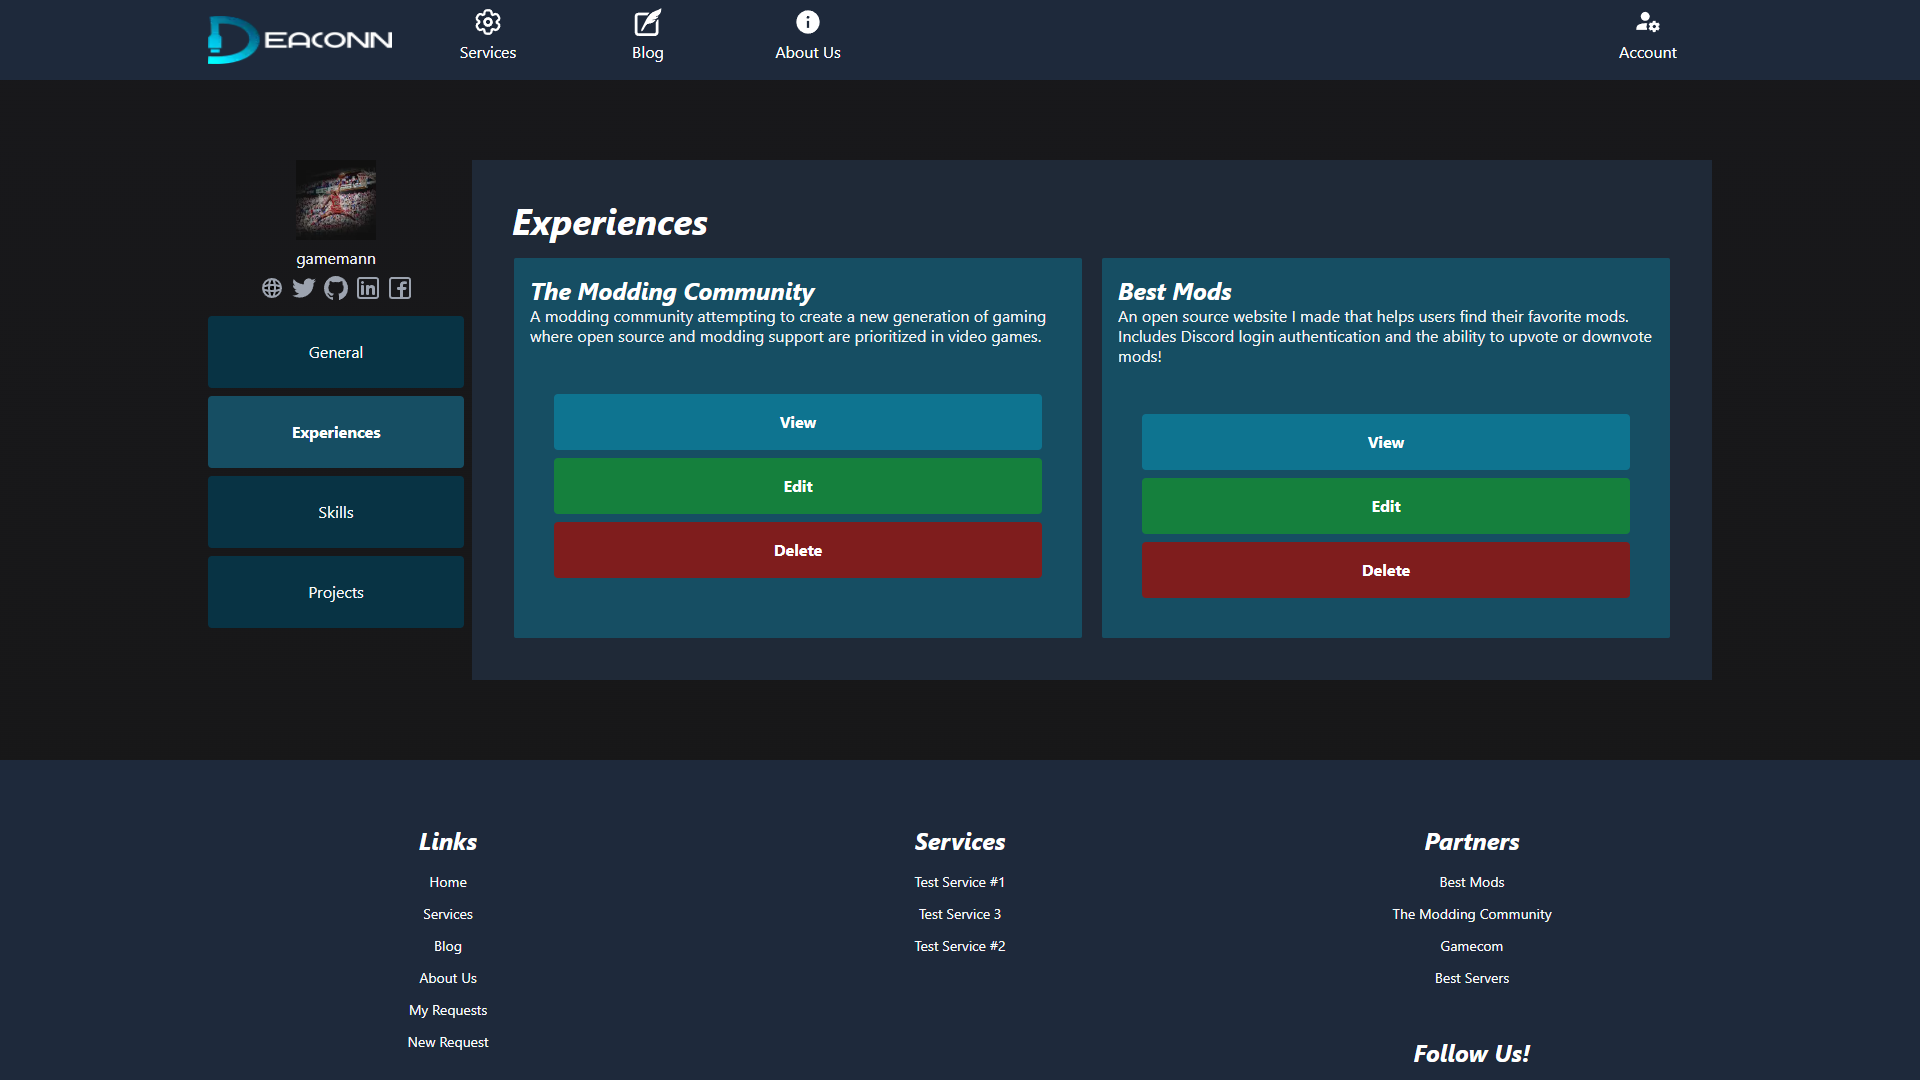 DEACONN
Services
Blog
About Us
Account
gamemann
General
Experiences
Skills
Projects
Experiences
The Modding Community
A modding community attempting to create a new generation of gaming
where open source and modding support are prioritized in video games.
View
Edit
Delete
Best Mods
An open source website I made that helps users find their favorite mods.
Includes Discord login authentication and the ability to upvote or downvote
mods!
View
Edit
Delete
Links
Home
Services
Blog
About Us
My Requests
New Request
Services
Test Service #1
Test Service 3
Test Service #2
Partners
Best Mods
The Modding Community
Gamecom
Best Servers
Follow Us!